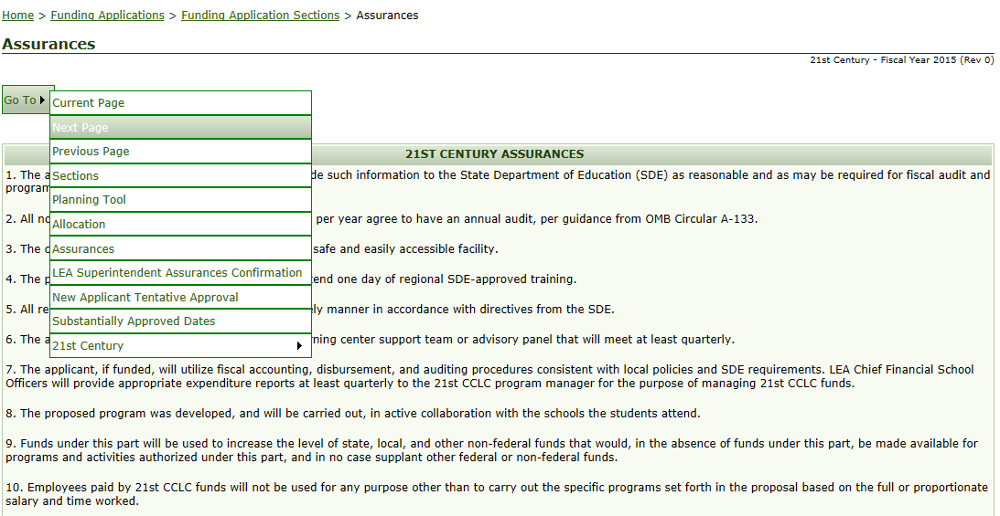 Home > Funding Applications > Funding Application Sections > Assurances
Assurances
21st Century - Fiscal Year 2015 (Rev 0)
Go To
Current Page
Next Page
Previous Page
Sections
Planning Tool
Allocation
Assurances
LEA Superintendent Assurances Confirmation
New Applicant Tentative Approval
Substantially Approved Dates
21st Century
21ST CENTURY ASSURANCES
1. The such information to the State Department of Education (SDE) as reasonable and as may be required for fiscal audit and
2. All per year agree to have an annual audit, per guidance from OMB Circular A-133.
3. The safe and easily accessible facility.
4. The one day of regional SDE-approved training.
5. All manner in accordance with directives from the SDE.
6. The center support team or advisory panel that will meet at least quarterly.
7. The applicant, if funded, will utilize fiscal accounting, disbursement, and auditing procedures consistent with local policies and SDE requirements. LEA Chief Financial School
Officers will provide appropriate expenditure reports at least quarterly to the 21st CCLC program manager for the purpose of managing 21st CCLC funds.
8. The proposed program was developed, and will be carried out, in active collaboration with the schools the students attend.
9. Funds under this part will be used to increase the level of state, local, and other non-federal funds that would, in the absence of funds under this part, be made available for
programs and activities authorized under this part, and in no case supplant other federal or non-federal funds.
10. Employees paid by 21st CCLC funds will not be used for any purpose other than to carry out the specific programs set forth in the proposal based on the full or proportionate
salary and time worked.